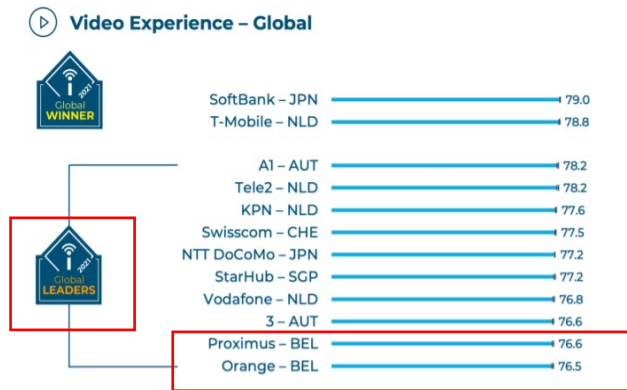 Video Experience – Global
2021
Global
WINNER
SoftBank – JPN 79.0
T-Mobile – NLD 78.8
A1 – AUT 78.2
Tele2 – NLD 78.2
KPN – NLD 77.6
Swisscom – CHE 77.5
NTT DoCoMo – JPN 77.2
StarHub – SGP 77.2
Vodafone – NLD 76.8
3 – AUT 76.6
Proximus – BEL 76.6
Orange – BEL 76.5
2021
Global
LEADERS